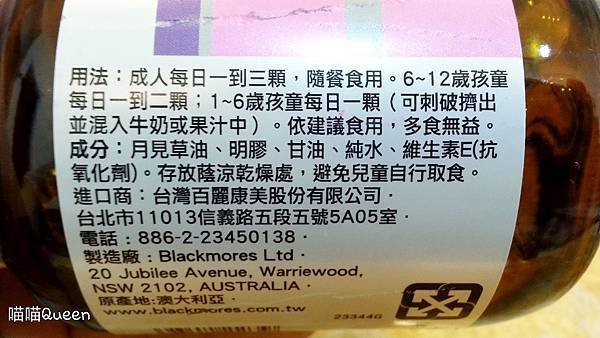 用法：成人每日一到三顆，隨餐食用。6~12歲孩童
每日一到二顆；1~6歲孩童每日一顆（可刺破擠出
並混入牛奶或果汁中）。依建議食用，多食無益。
成分：月見草油、明膠、甘油、純水、維生素E(抗
氧化劑)。存放蔭涼乾燥處，避免兒童自行取食。
進口商：台灣百麗康美股份有限公司．
台北市11013信義路五段五號5A05室．
電話：886-2-23450138．
製造廠：Blackmores Ltd．
20 Jubilee Avenue, Warriewood,
NSW 2102, AUSTRALIA．
原產地:澳大利亞．
www.blackmores.com.tw
23344G
喵喵Queen